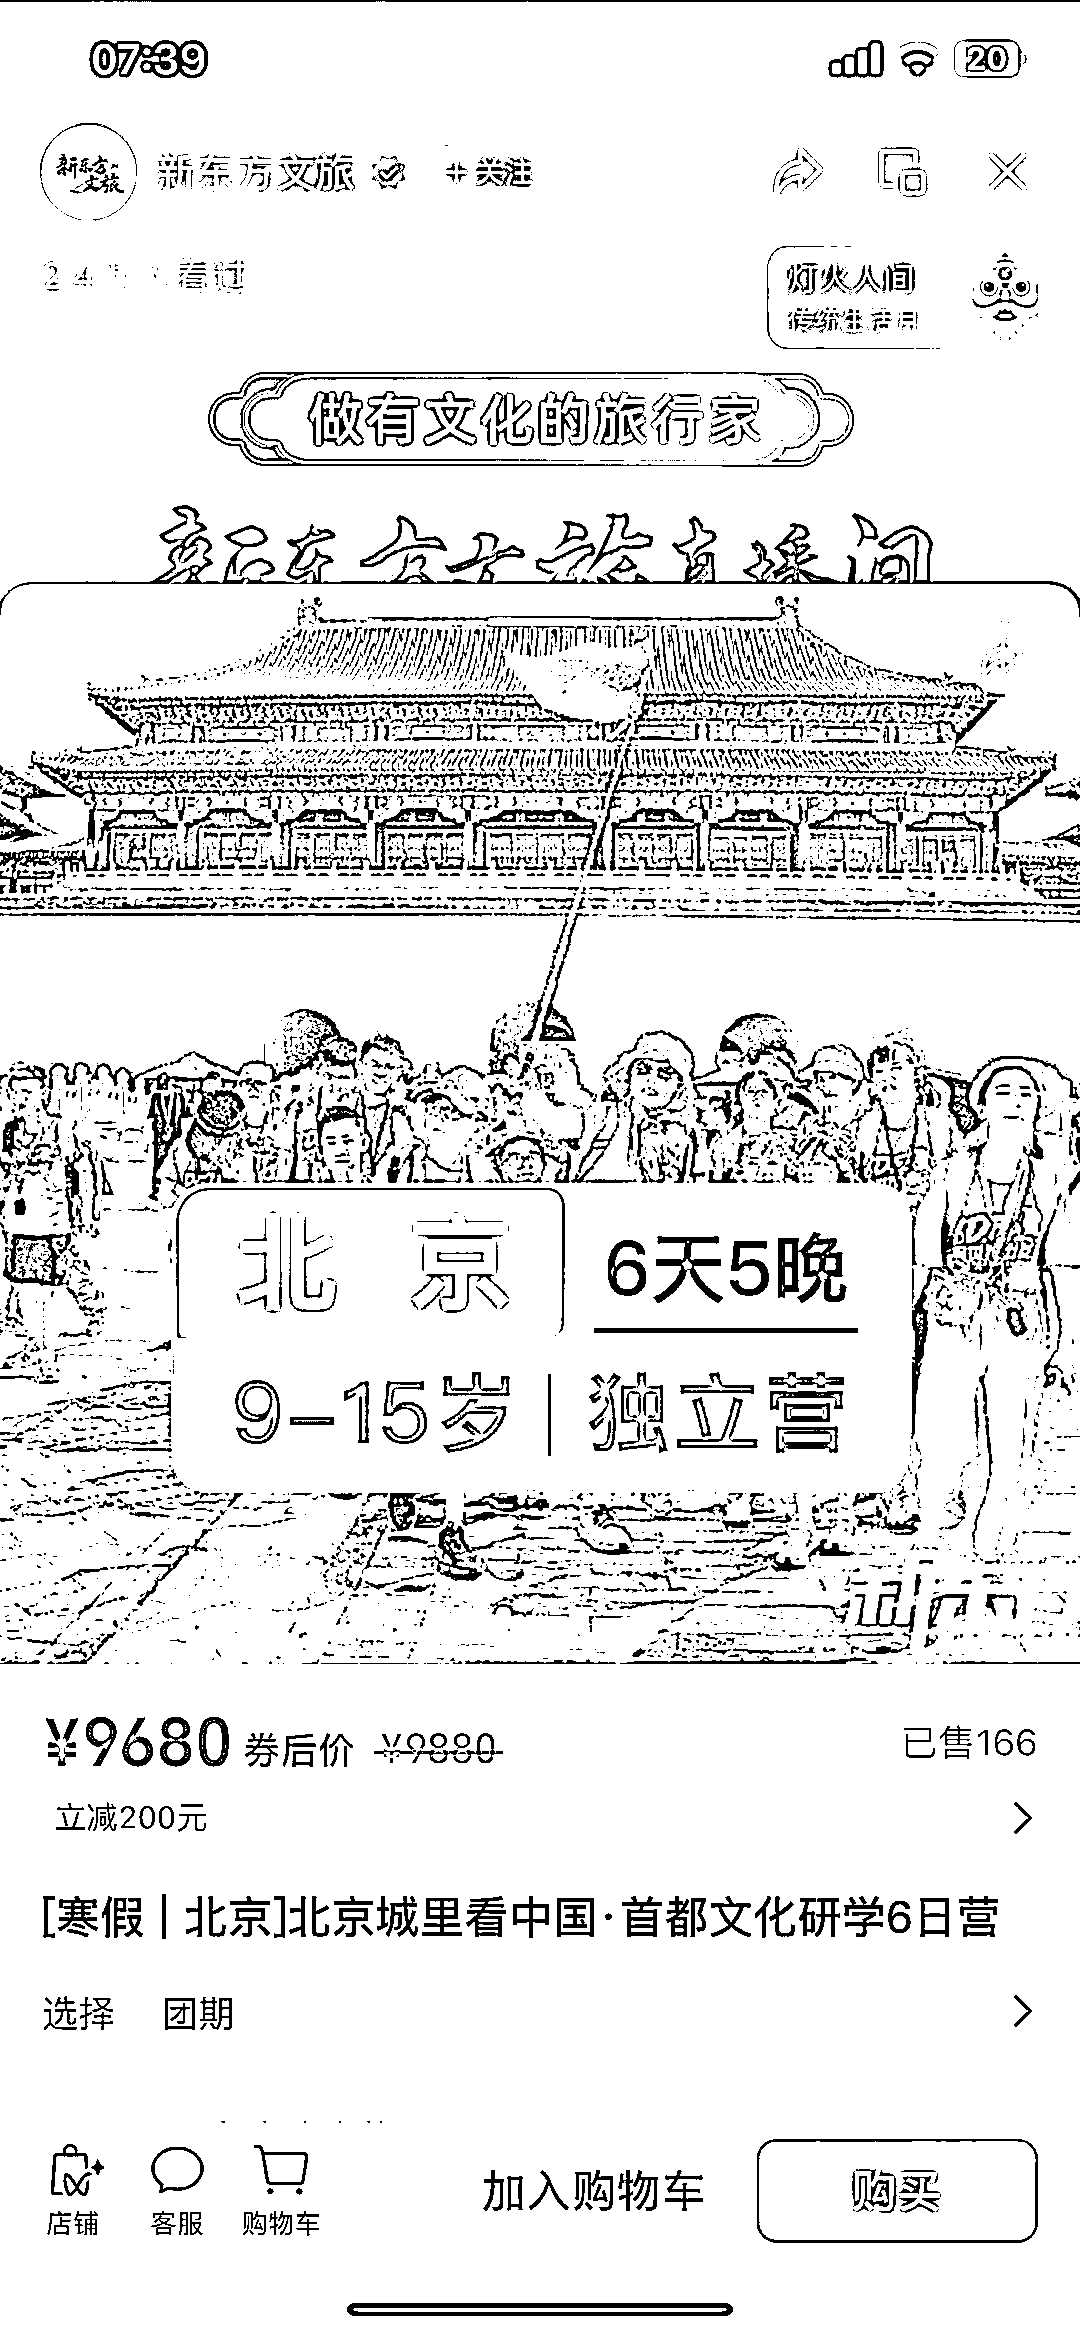 07:39
20
新东方文旅
新东方文旅 + 关注
看过
灯火人间
传统生活月
做有文化的旅行家
新东方文旅直播间
北京 6天5晚
9-15岁 | 独立营
¥9680 券后价 ¥9880 已售166
立减200元
[寒假 | 北京]北京城里看中国·首都文化研学6日营
选择 团期
店铺 客服 购物车
加入购物车 购买